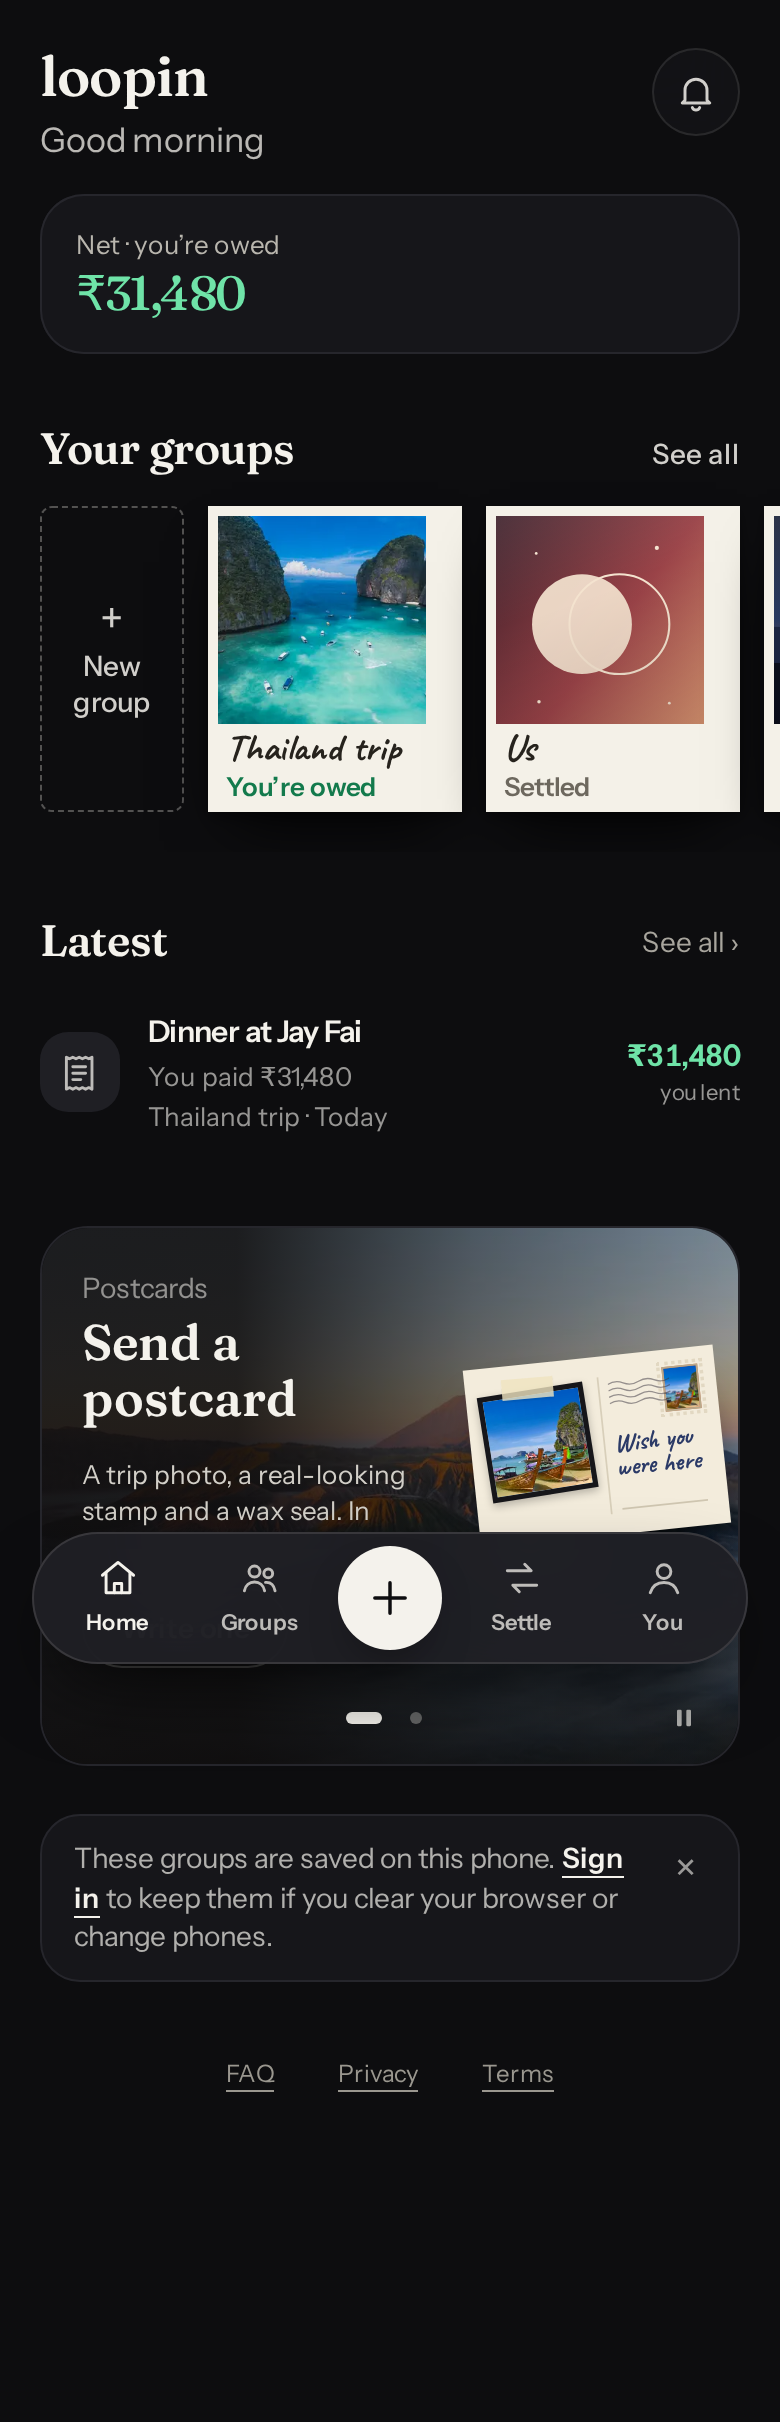 loopin
Good morning
Net · you’re owed
₹31,480
Your groups
See all
+
New
group
Thailand trip
You’re owed
Us
Settled
Latest
See all ›
Dinner at Jay Fai
You paid ₹31,480
Thailand trip · Today
₹31,480
you lent
Postcards
Send a
postcard
A trip photo, a real-looking
stamp and a wax seal. In
Wish you
were here
Home
Groups
Settle
You
These groups are saved on this phone. Sign
in to keep them if you clear your browser or
change phones.
FAQ
Privacy
Terms